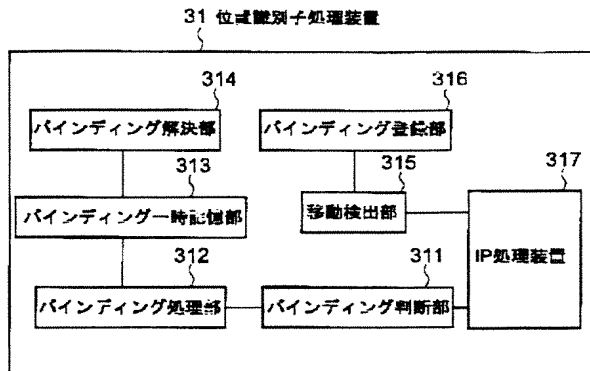 31 位置識別子処理装置
314
316
バインディング解決部
バインディング登録部
313
315
317
バインディング一時記憶部
移動検出部
312
311
IP処理装置
バインディング処理部
バインディング判断部